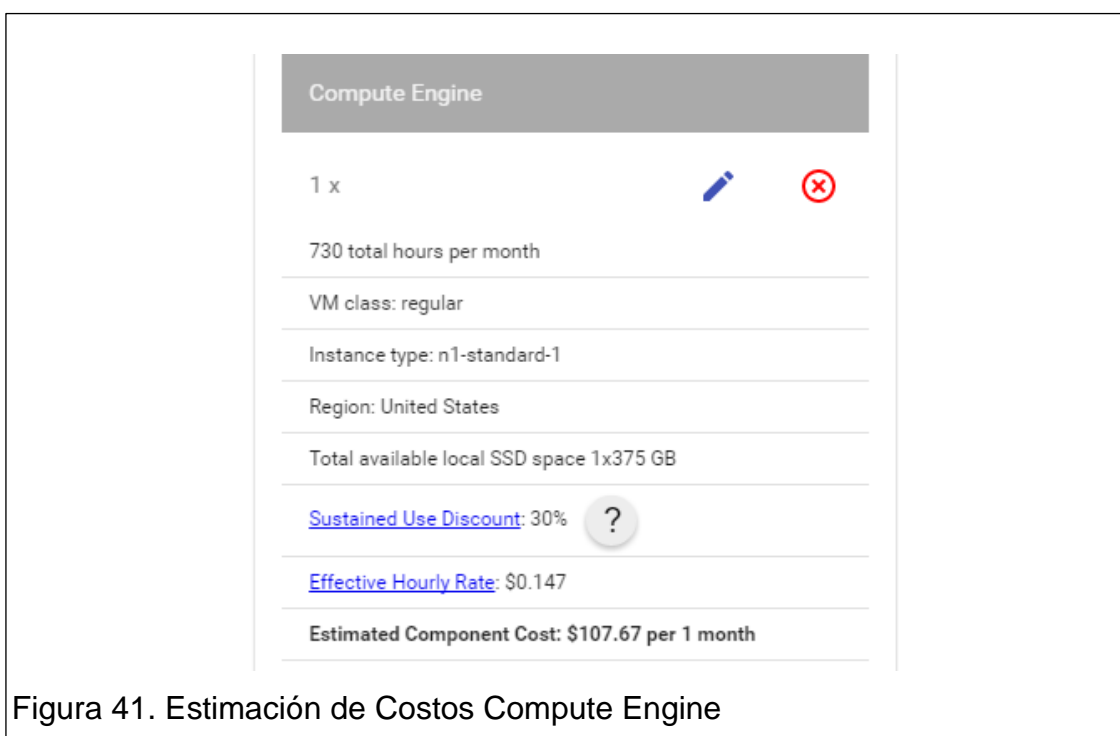 Compute Engine
1 x
730 total hours per month
VM class: regular
Instance type: n1-standard-1
Region: United States
Total available local SSD space 1x375 GB
Sustained Use Discount: 30% ?
Effective Hourly Rate: $0.147
Estimated Component Cost: $107.67 per 1 month
Figura 41. Estimación de Costos Compute Engine